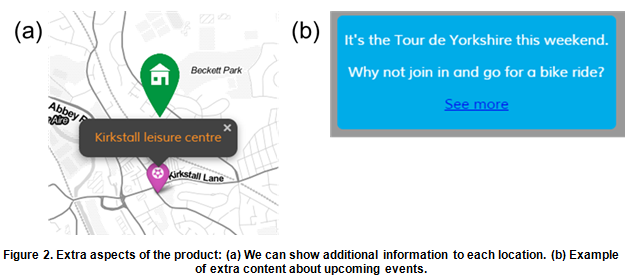 (a)
Beckett Park
Abbey R
Aire
Kirkstall leisure centre
×
Kirkstall Lane
(b)
It's the Tour de Yorkshire this weekend.
Why not join in and go for a bike ride?
See more
Figure 2. Extra aspects of the product: (a) We can show additional information to each location. (b) Example
of extra content about upcoming events.